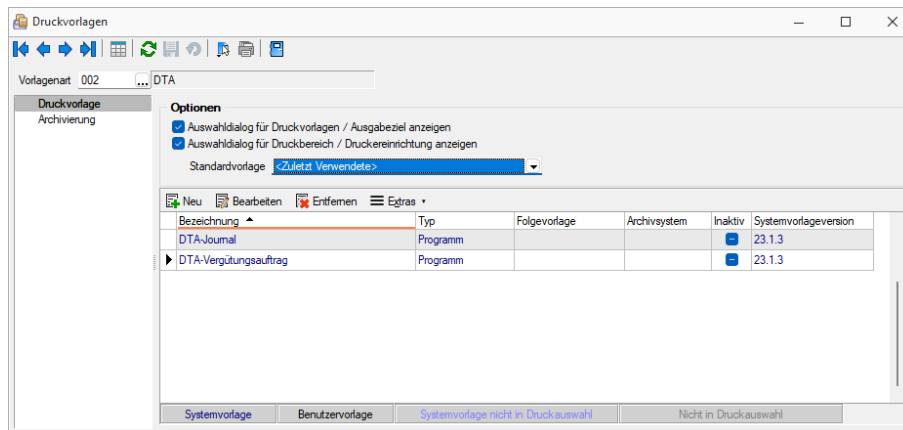 Druckvorlagen
Vorlagenart 002 ... DTA
Druckvorlage
Archivierung
Optionen
Auswahldialog für Druckvorlagen / Ausgabeziel anzeigen
Auswahldialog für Druckbereich / Druckereinrichtung anzeigen
Standardvorlage <Zuletzt Verwendete>
Neu Bearbeiten Entfernen Extras
Bezeichnung Typ Folgevorlage Archivsystem Inaktiv Systemvorlageversion
DTA-Journal Programm 23.1.3
DTA-Vergütungsauftrag Programm 23.1.3
Systemvorlage Benutzervorlage Systemvorlage nicht in Druckauswahl Nicht in Druckauswahl